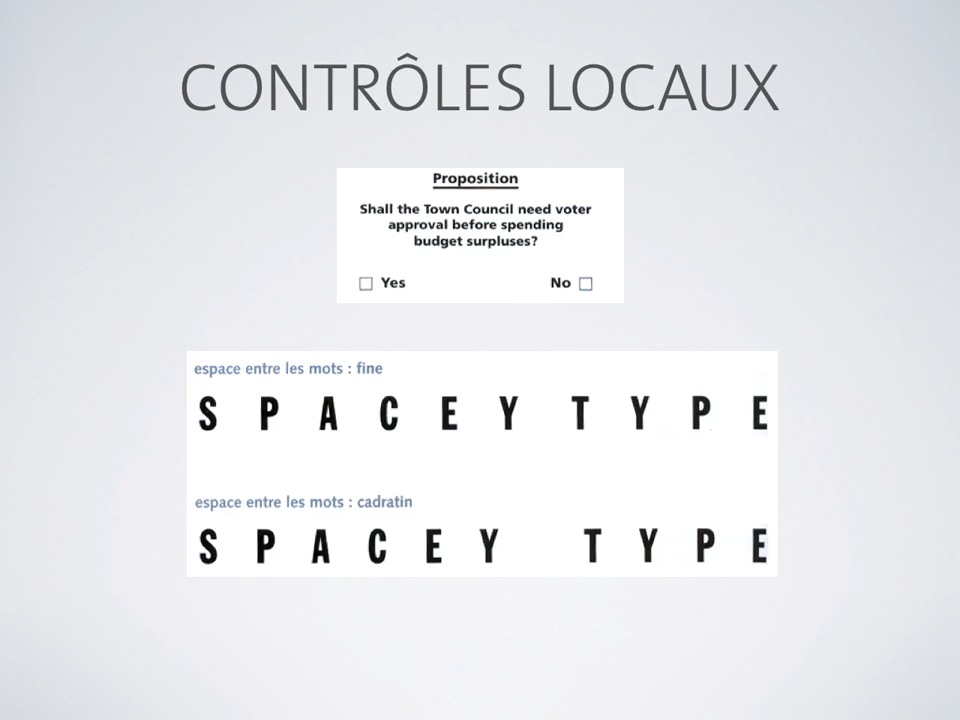 CONTRÔLES LOCAUX
Proposition
Shall the Town Council need voter
approval before spending
budget surpluses?
☐ Yes No ☐
espace entre les mots : fine
S P A C E Y T Y P E
espace entre les mots : cadratin
S P A C E Y T Y P E